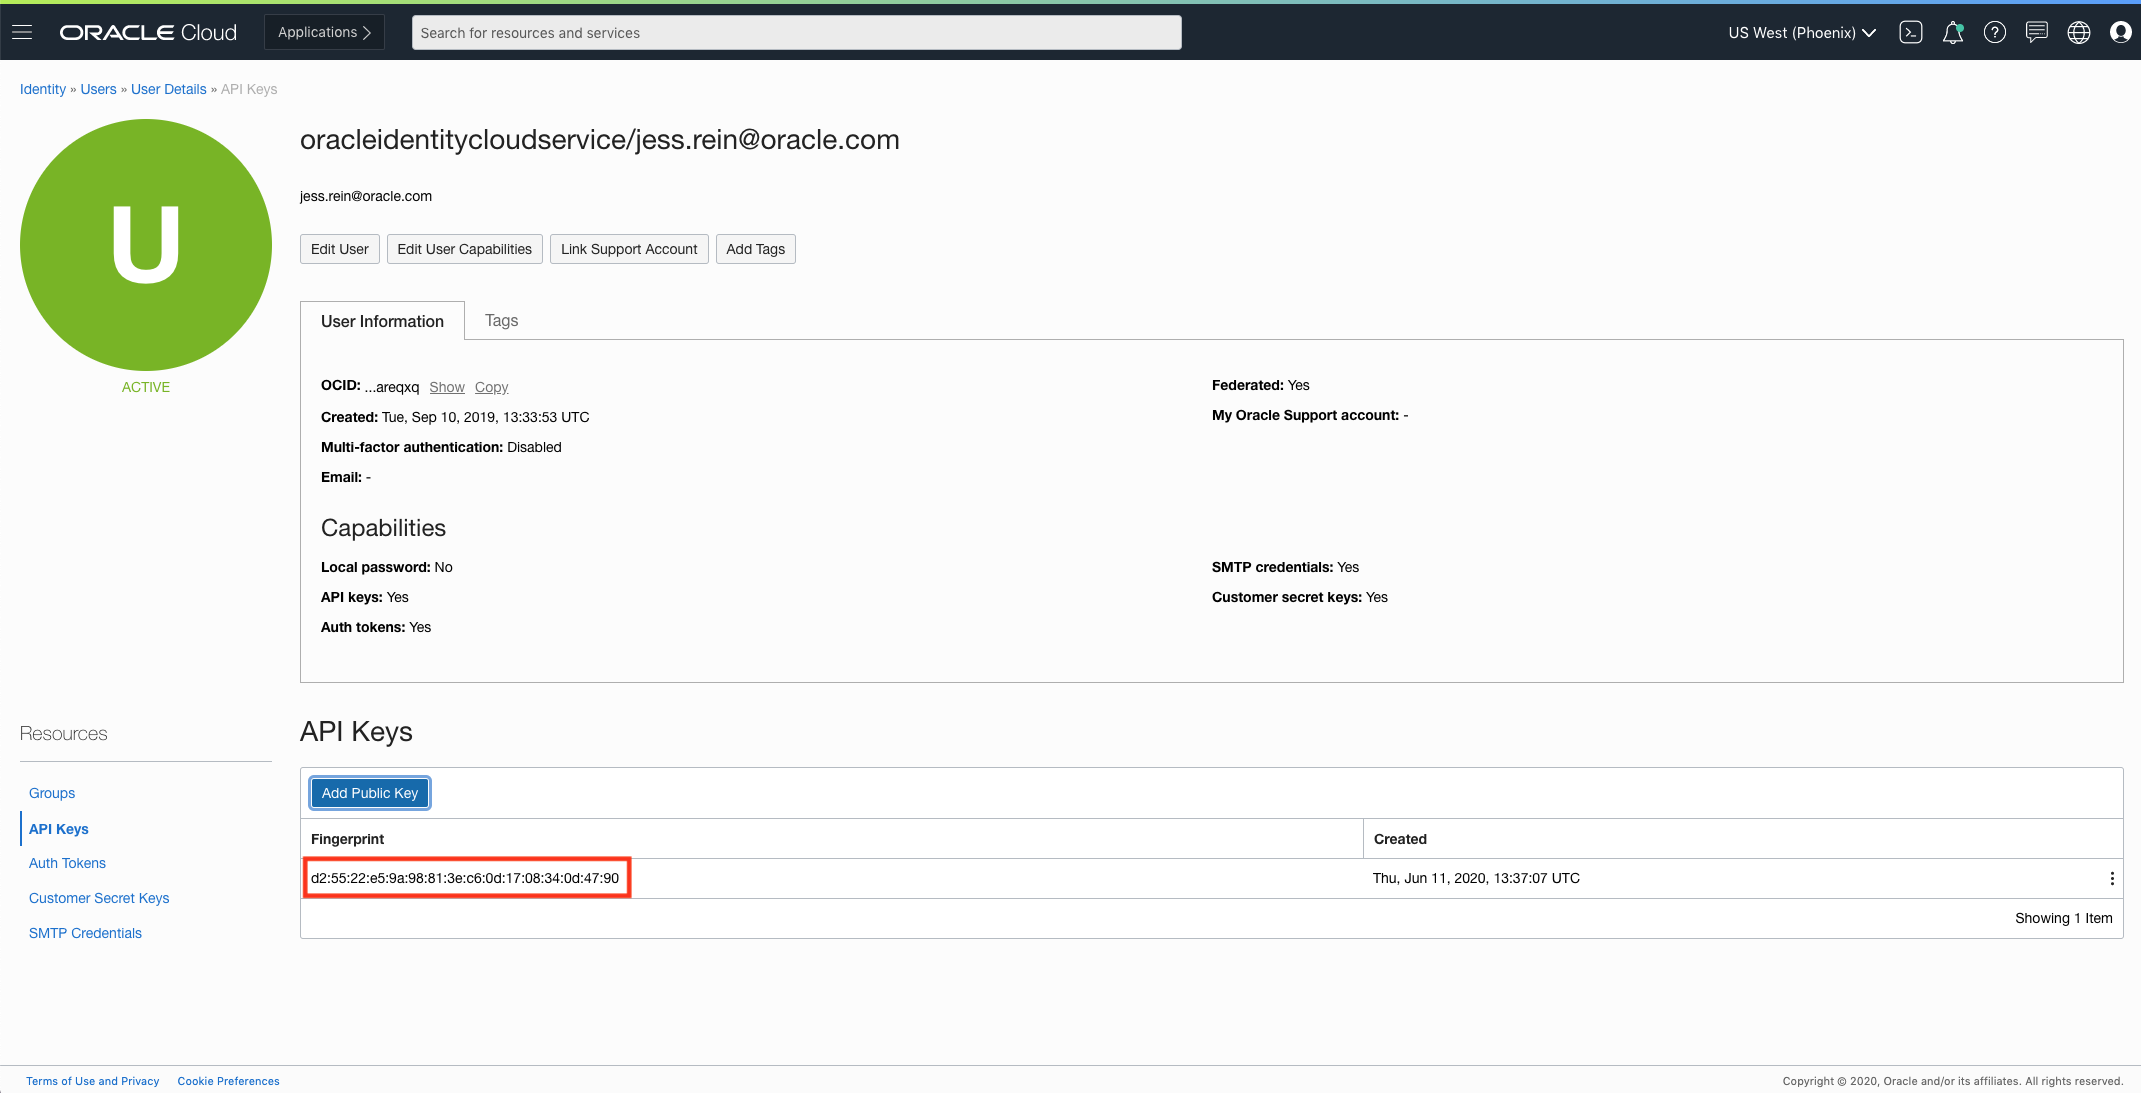 ORACLE Cloud
Applications
Search for resources and services
US West (Phoenix)
Identity » Users » User Details » API Keys
U
ACTIVE
oracleidentitycloudservice/jess.rein@oracle.com
jess.rein@oracle.com
Edit User
Edit User Capabilities
Link Support Account
Add Tags
User Information
Tags
OCID: ...areqxq Show Copy
Created: Tue, Sep 10, 2019, 13:33:53 UTC
Multi-factor authentication: Disabled
Email: -
Federated: Yes
My Oracle Support account: -
Capabilities
Local password: No
API keys: Yes
Auth tokens: Yes
SMTP credentials: Yes
Customer secret keys: Yes
Resources
Groups
API Keys
Auth Tokens
Customer Secret Keys
SMTP Credentials
API Keys
Add Public Key
Fingerprint
Created
d2:55:22:e5:9a:98:81:3e:c6:0d:17:08:34:0d:47:90
Thu, Jun 11, 2020, 13:37:07 UTC
Showing 1 Item
Terms of Use and Privacy
Cookie Preferences
Copyright © 2020, Oracle and/or its affiliates. All rights reserved.